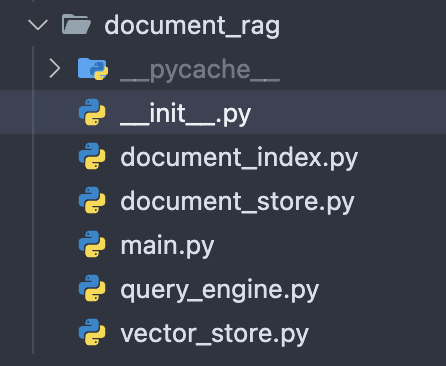 document_rag
__pycache__
__init__.py
document_index.py
document_store.py
main.py
query_engine.py
vector_store.py